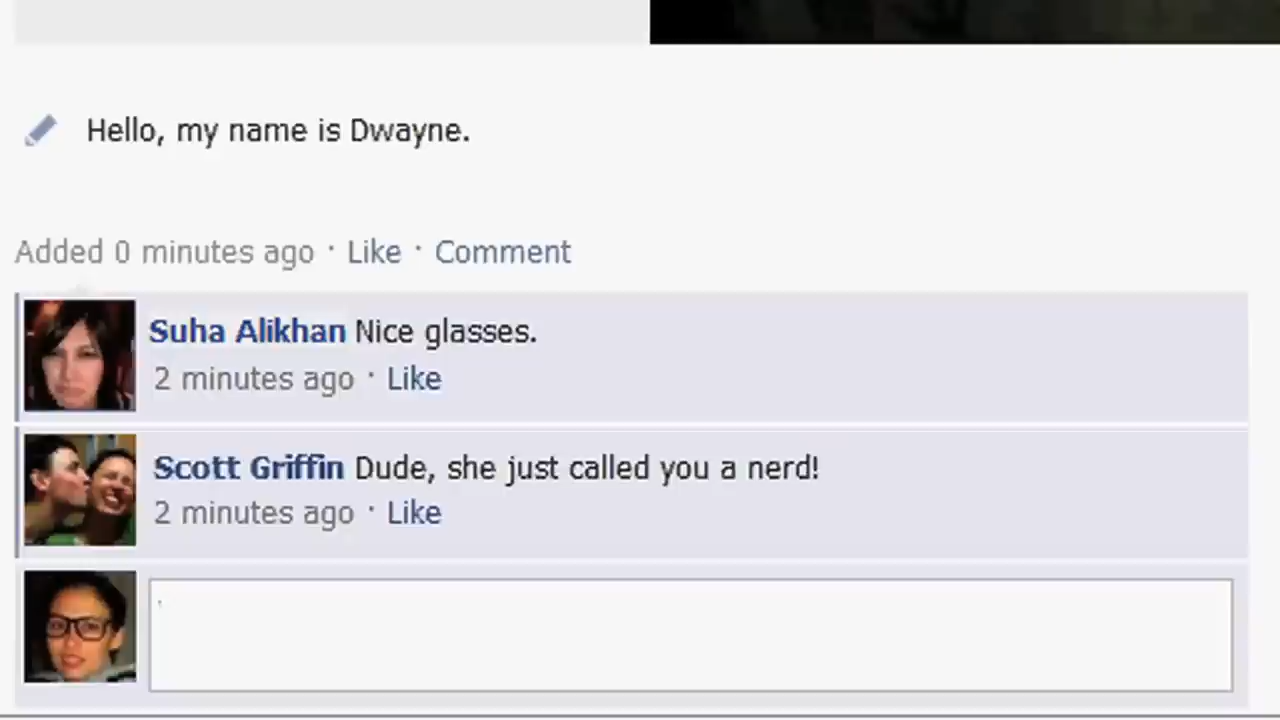 Hello, my name is Dwayne.
Added 0 minutes ago · Like · Comment
Suha Alikhan Nice glasses.
2 minutes ago · Like
Scott Griffin Dude, she just called you a nerd!
2 minutes ago · Like